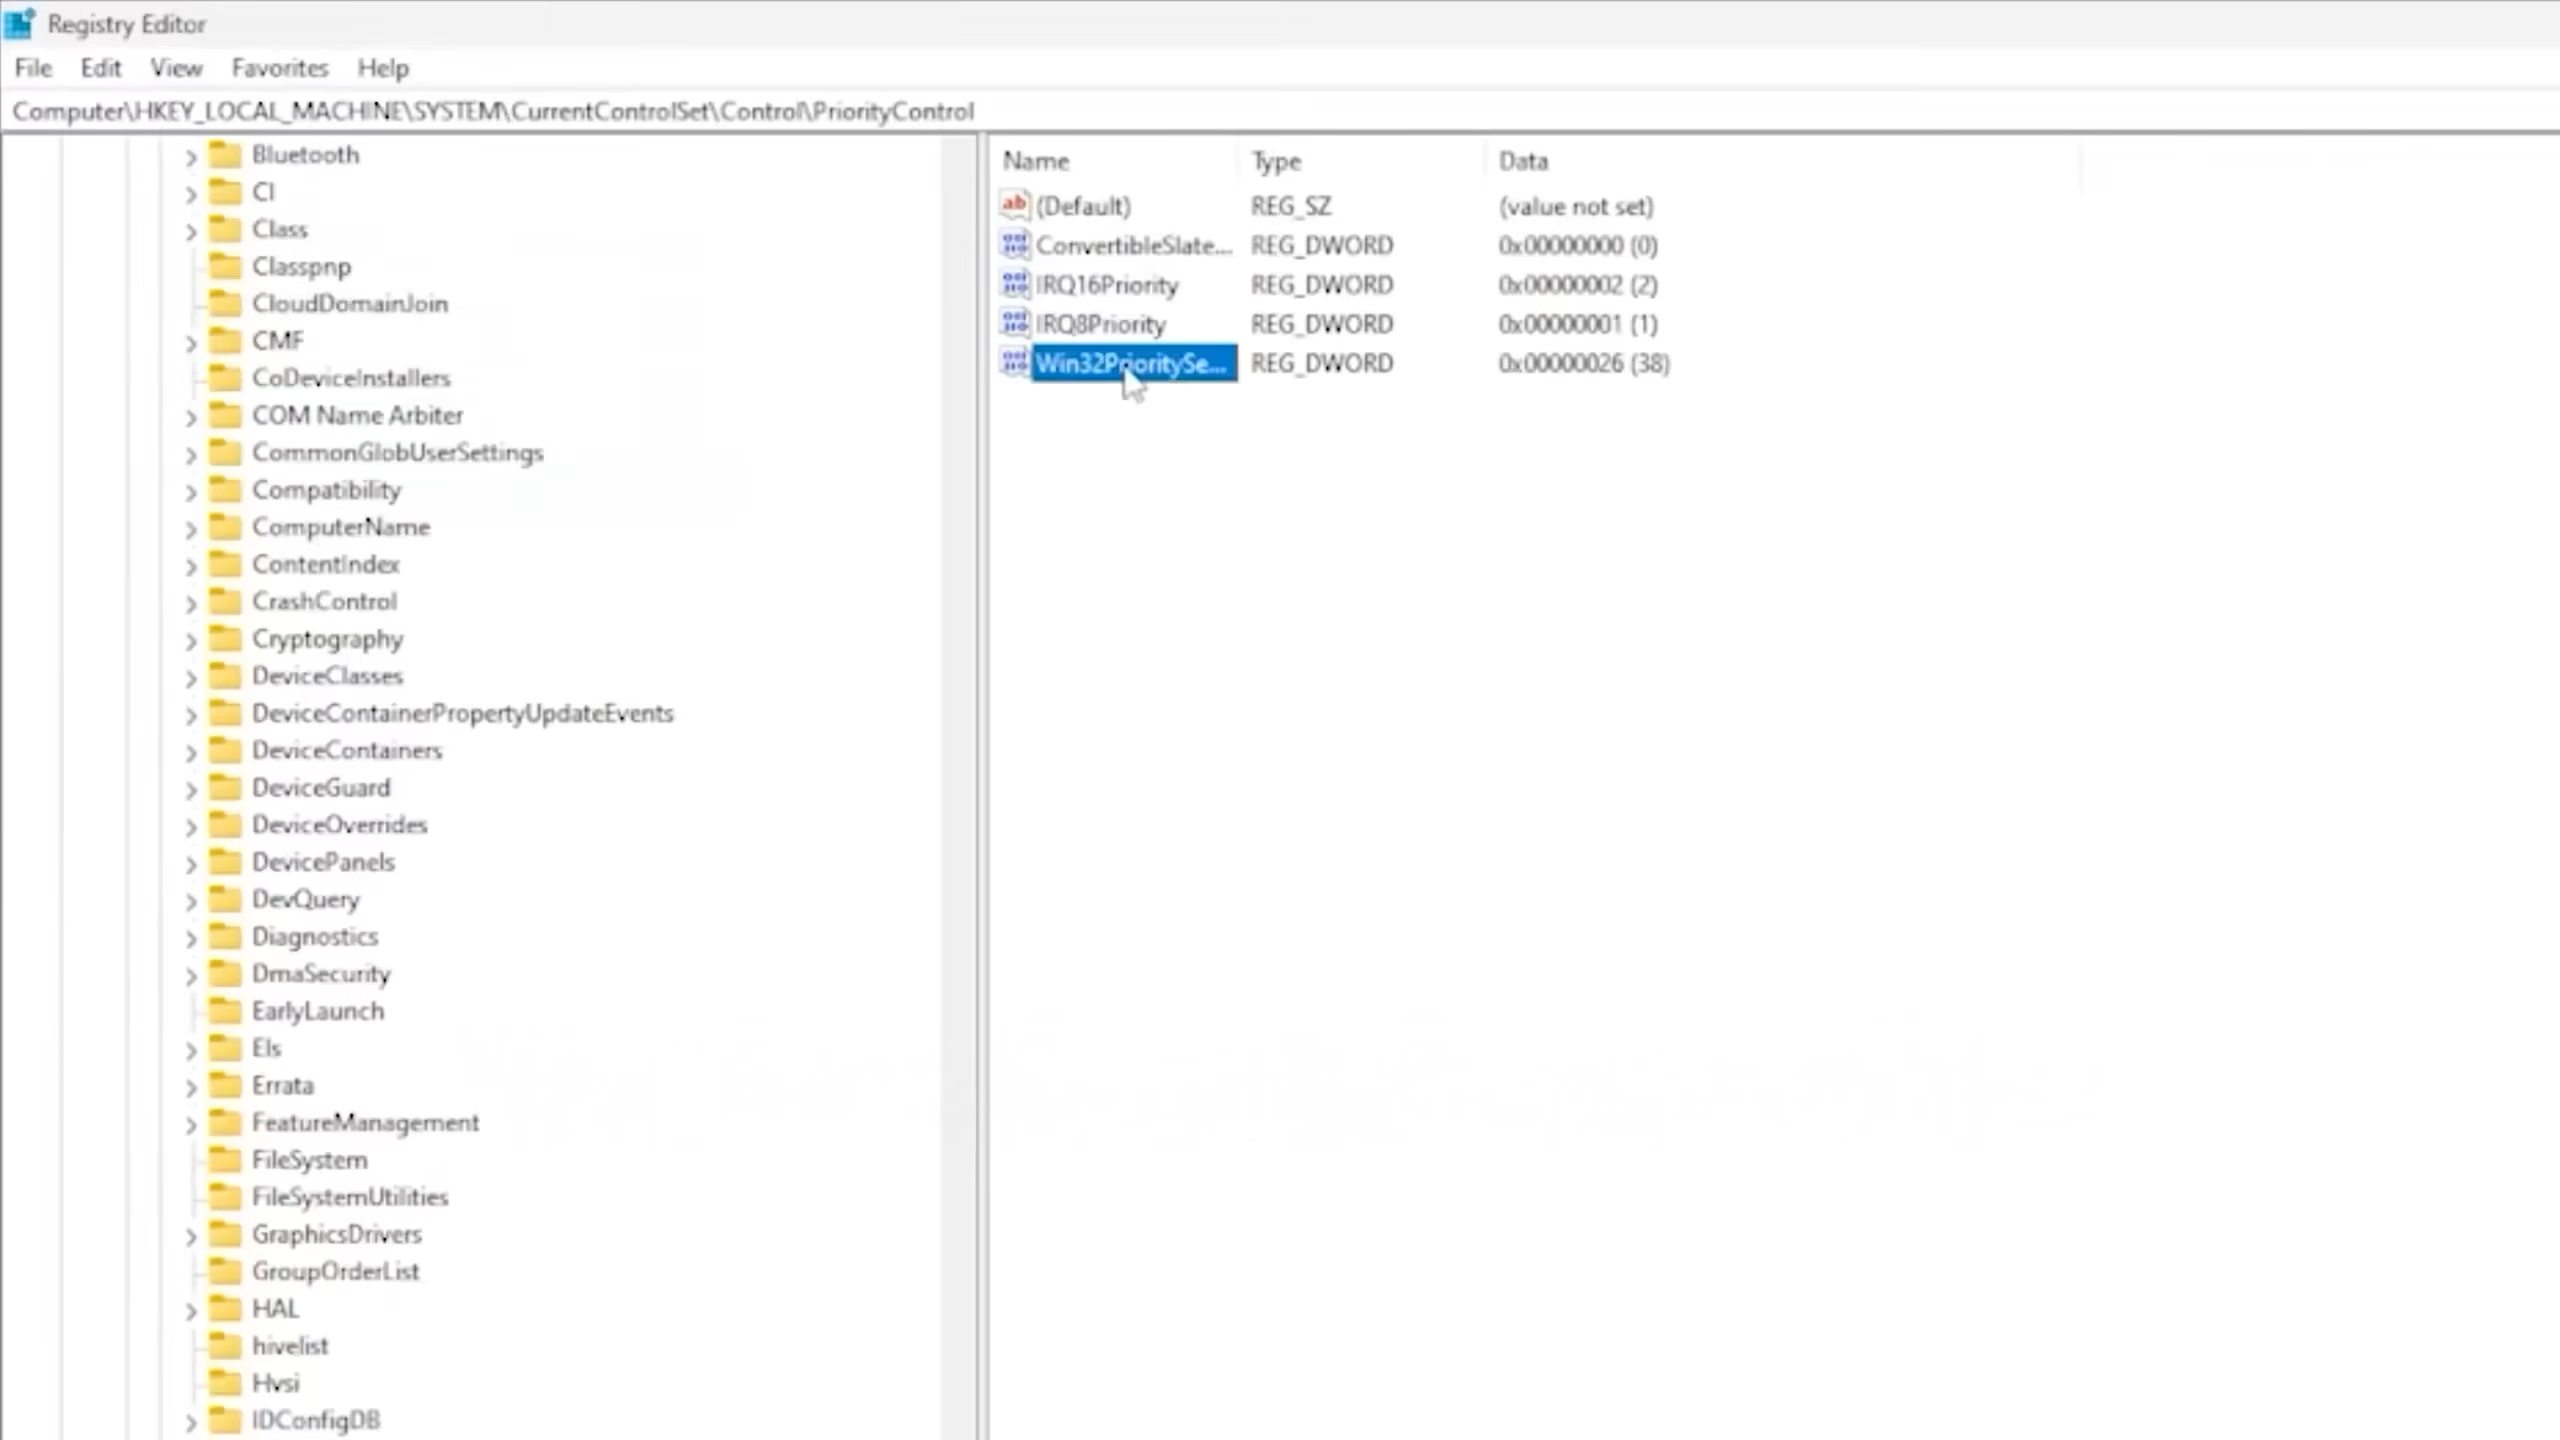 Registry Editor
File Edit View Favorites Help
Computer\HKEY_LOCAL_MACHINE\SYSTEM\CurrentControlSet\Control\PriorityControl
Bluetooth
CI
Class
Classpnp
CloudDomainJoin
CMF
CoDeviceInstallers
COM Name Arbiter
CommonGlobUserSettings
Compatibility
ComputerName
ContentIndex
CrashControl
Cryptography
DeviceClasses
DeviceContainerPropertyUpdateEvents
DeviceContainers
DeviceGuard
DeviceOverrides
DevicePanels
DevQuery
Diagnostics
DmaSecurity
EarlyLaunch
Els
Errata
FeatureManagement
FileSystem
FileSystemUtilities
GraphicsDrivers
GroupOrderList
HAL
hivelist
Hvsi
IDConfigDB
Name Type Data
(Default) REG_SZ (value not set)
ConvertibleSlate... REG_DWORD 0x00000000 (0)
IRQ16Priority REG_DWORD 0x00000002 (2)
IRQ8Priority REG_DWORD 0x00000001 (1)
Win32PrioritySe... REG_DWORD 0x00000026 (38)